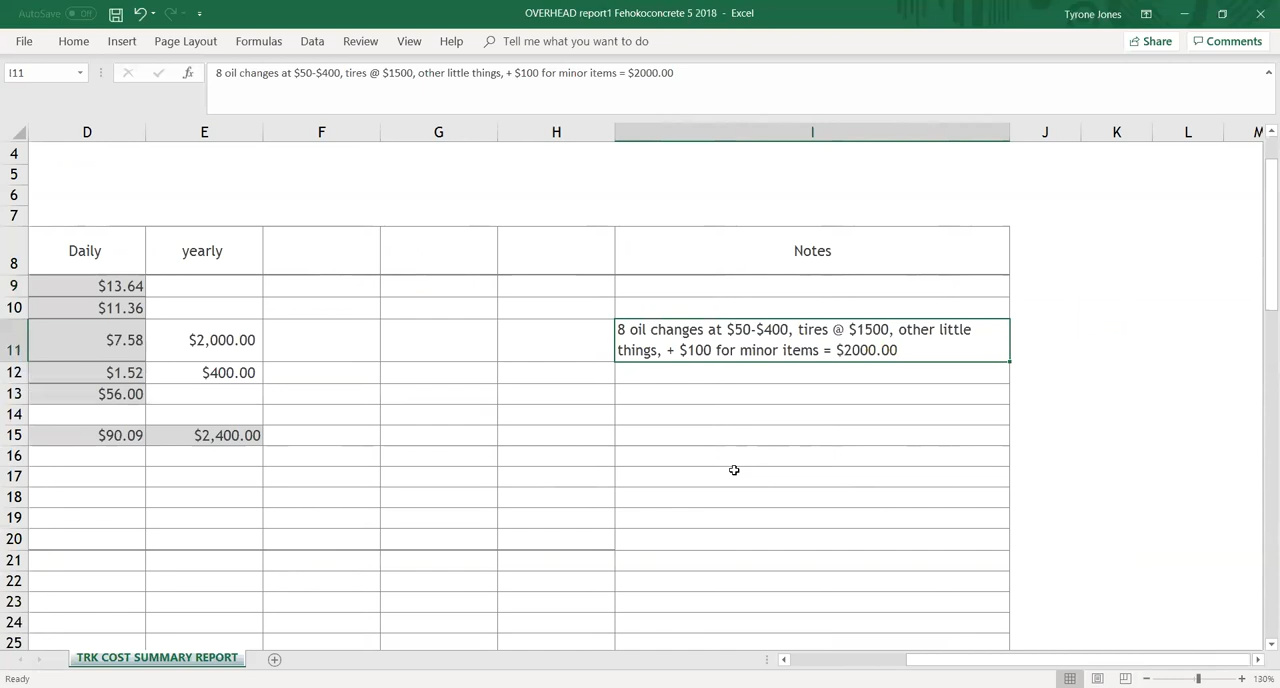 AutoSave Off
OVERHEAD report1 Fehokoconcrete 5 2018 - Excel
Tyrone Jones
File Home Insert Page Layout Formulas Data Review View Help Tell me what you want to do Share Comments
I11 fx 8 oil changes at $50-$400, tires @ $1500, other little things, + $100 for minor items = $2000.00
D E F G H I J K L M
4
5
6
7
8 Daily yearly Notes
9 $13.64
10 $11.36
11 $7.58 $2,000.00 8 oil changes at $50-$400, tires @ $1500, other little
things, + $100 for minor items = $2000.00
12 $1.52 $400.00
13 $56.00
14
15 $90.09 $2,400.00
16
17
18
19
20
21
22
23
24
25
TRK COST SUMMARY REPORT
Ready
130%